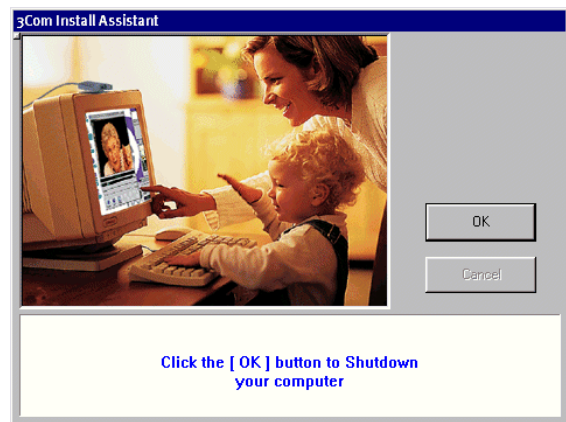 3Com Install Assistant
OK
Cancel
Click the [ OK ] button to Shutdown
your computer